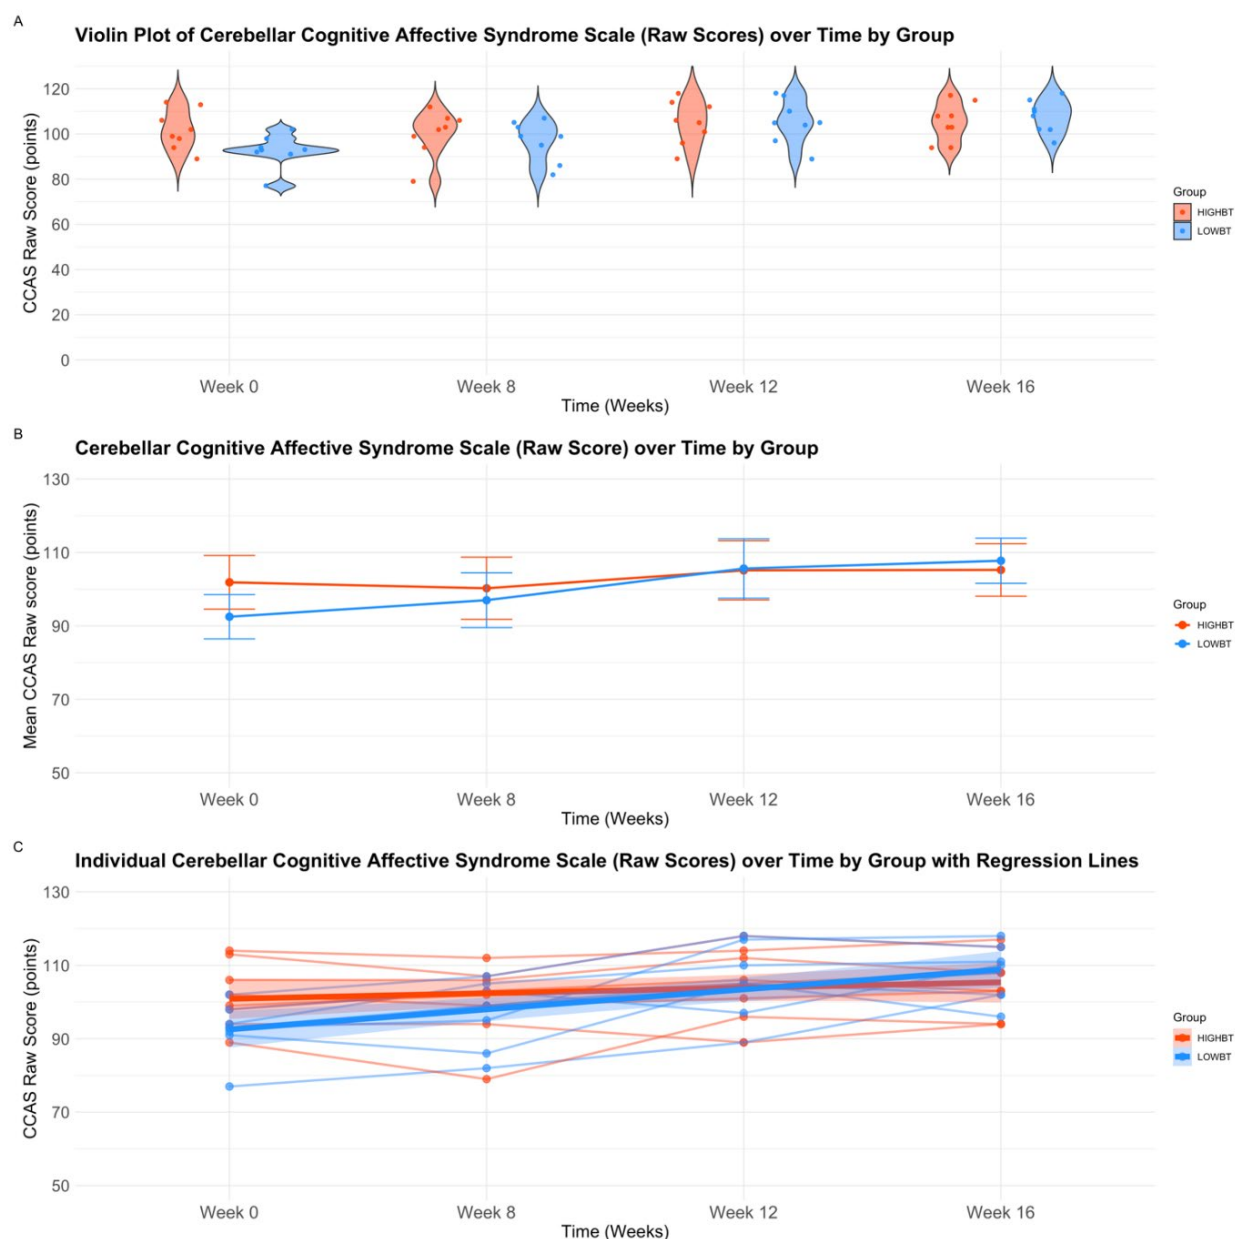 A
Violin Plot of Cerebellar Cognitive Affective Syndrome Scale (Raw Scores) over Time by Group
CCAS Raw Score (points)
120
100
80
60
40
20
0
Week 0 Week 8 Week 12 Week 16
Time (Weeks)
Group
HIGHBT
LOWBT
B
Cerebellar Cognitive Affective Syndrome Scale (Raw Score) over Time by Group
Mean CCAS Raw score (points)
130
110
90
70
50
Week 0 Week 8 Week 12 Week 16
Time (Weeks)
Group
HIGHBT
LOWBT
C
Individual Cerebellar Cognitive Affective Syndrome Scale (Raw Scores) over Time by Group with Regression Lines
CCAS Raw Score (points)
130
110
90
70
50
Week 0 Week 8 Week 12 Week 16
Time (Weeks)
Group
HIGHBT
LOWBT